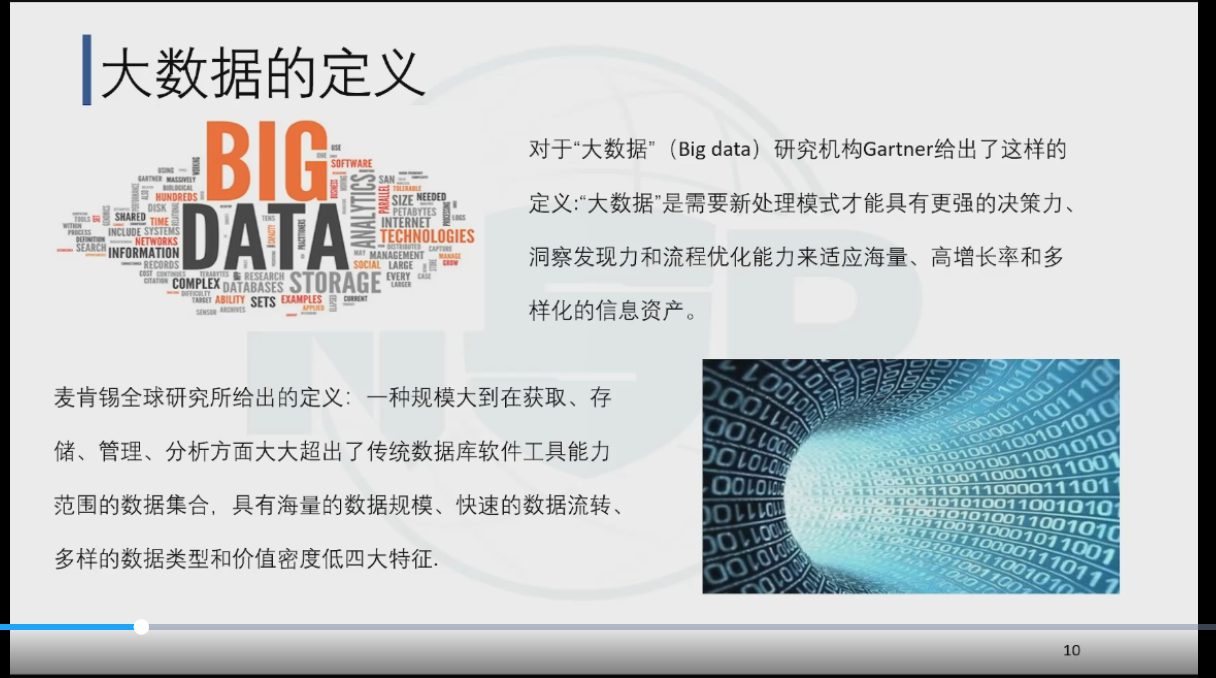 大数据的定义
BIG
DATA
USE
SOFTWARE
USING
GARTNER MASSIVELY
BIOLOGICAL
HUNDREDS
DISK
SHARED TIME
INCLUDE SYSTEMS
NETWORKS
INFORMATION
RECORDS
TOOLS
WITHIN
PROCESS
DEFINITION
SEARCH
COST CONTINUES
CITATION
COMPLEX
DIFFICULTY
TARGET ABILITY SETS EXAMPLES
SENSOR ARCHIVES
TERABYTES
RESEARCH
DATABASES STORAGE
CURRENT
APPLIED
ANALYTICS
PARALLEL
SAN
TOLERABLE
SIZE NEEDED
PETABYTES
INTERNET
TECHNOLOGIES
DISTRIBUTED CAPTURE
MAY MANAGEMENT
SOCIAL LARGE
EVERY CASE
LARGER
MANAGE
GROW
LOGS
对于“大数据”（Big data）研究机构Gartner给出了这样的
定义:“大数据”是需要新处理模式才能具有更强的决策力、
洞察发现力和流程优化能力来适应海量、高增长率和多
样化的信息资产。
麦肯锡全球研究所给出的定义：一种规模大到在获取、存
储、管理、分析方面大大超出了传统数据库软件工具能力
范围的数据集合，具有海量的数据规模、快速的数据流转、
多样的数据类型和价值密度低四大特征.
10